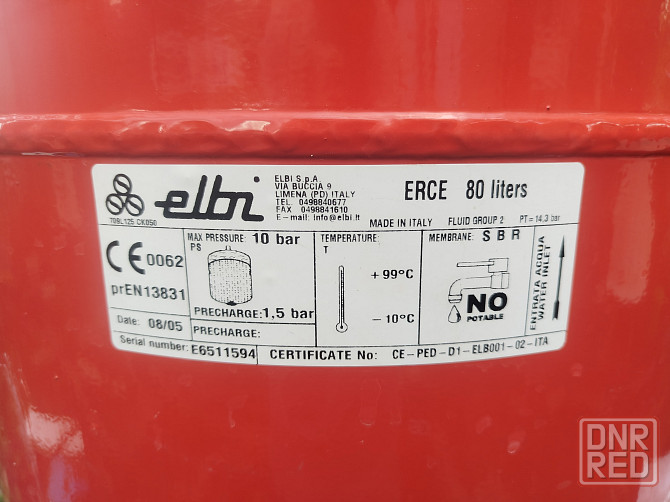 elbi
ELBI S.p.A.
VIA BUCCIA 9
LIMENA (PD) ITALY
TEL. 0498840677
FAX 0498841610
E-mail: info@elbi.it
709L125 CK050
ERCE 80 liters
MADE IN ITALY FLUID GROUP 2 PT=14,3 bar
CE 0062
prEN13831
Date: 08/05
Serial number: E6511594
MAX PRESSURE: 10 bar
PS
PRECHARGE: 1,5 bar
PRECHARGE:
TEMPERATURE:
T
+99°C
-10°C
MEMBRANE: SBR
NO
POTABLE
ENTRATA ACQUA
WATER INLET
CERTIFICATE No: CE-PED-D1-ELB001-02-ITA
DNR
RED